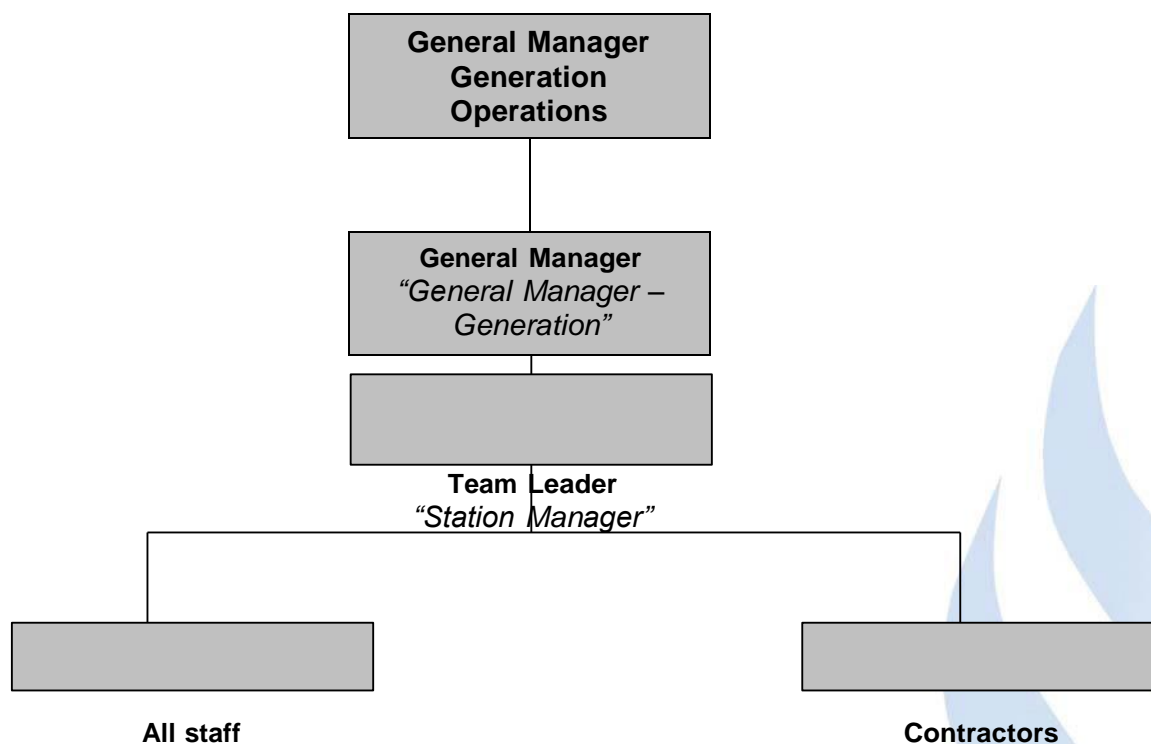 General Manager
Generation
Operations
General Manager
“General Manager –
Generation”
Team Leader
“Station Manager”
All staff
Contractors